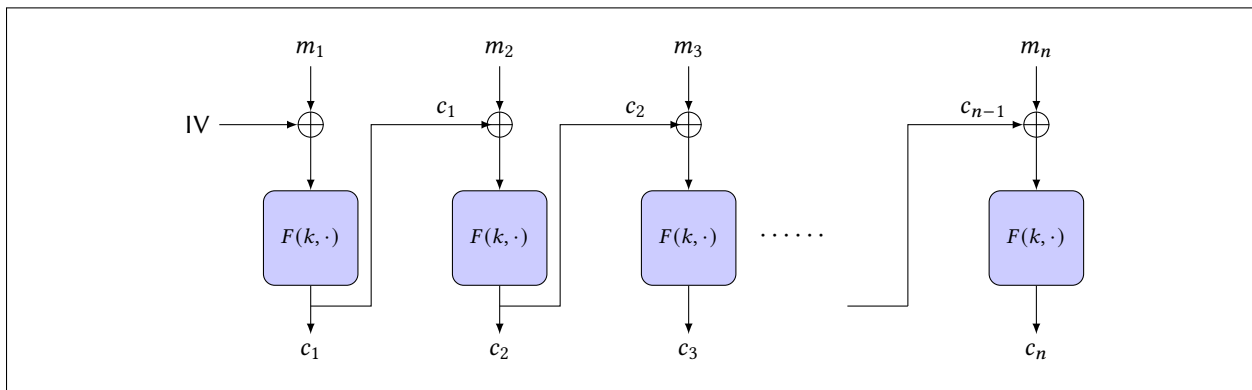 m₁ m₂ m₃ mₙ
IV c₁ c₂ cₙ₋₁
F(k, ·) F(k, ·) F(k, ·) ······ F(k, ·)
c₁ c₂ c₃ cₙ